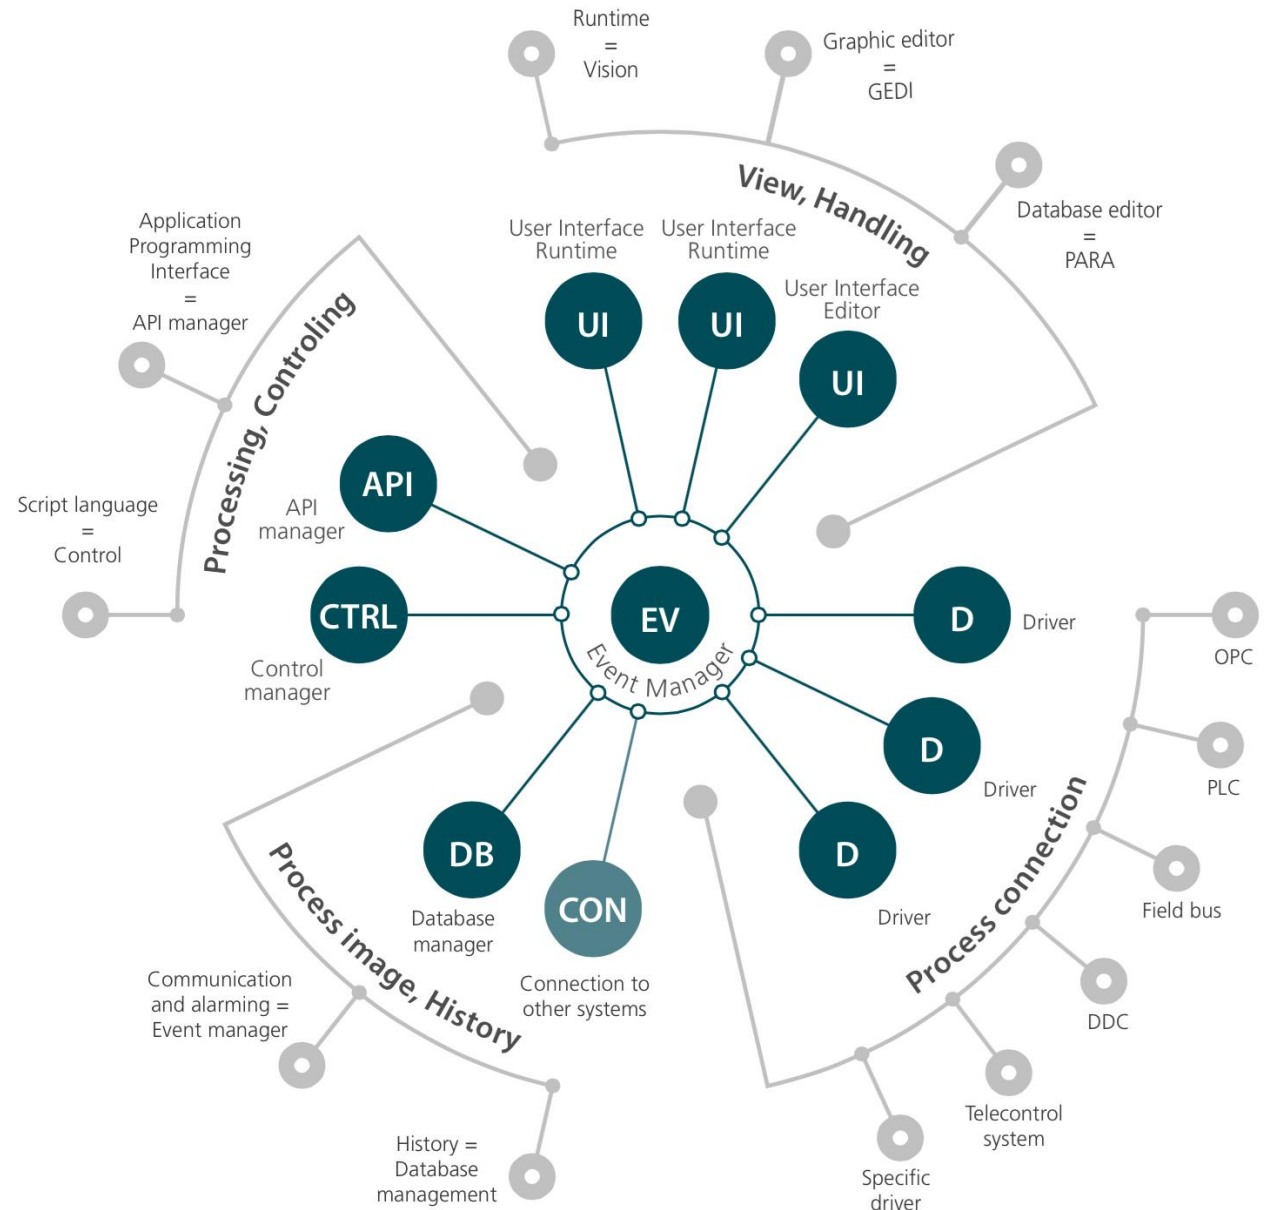 Runtime
=
Vision
Graphic editor
=
GEDI
Database editor
=
PARA
View, Handling
User Interface
Runtime
User Interface
Runtime
User Interface
Editor
UI
UI
UI
Application
Programming
Interface
=
API manager
Processing, Controling
Script language
=
Control
API
API
manager
CTRL
Control
manager
EV
Event Manager
D
Driver
D
Driver
D
Driver
OPC
PLC
Field bus
DDC
Telecontrol
system
Specific
driver
Process connection
DB
Database
manager
CON
Connection to
other systems
Process image, History
Communication
and alarming =
Event manager
History =
Database
management